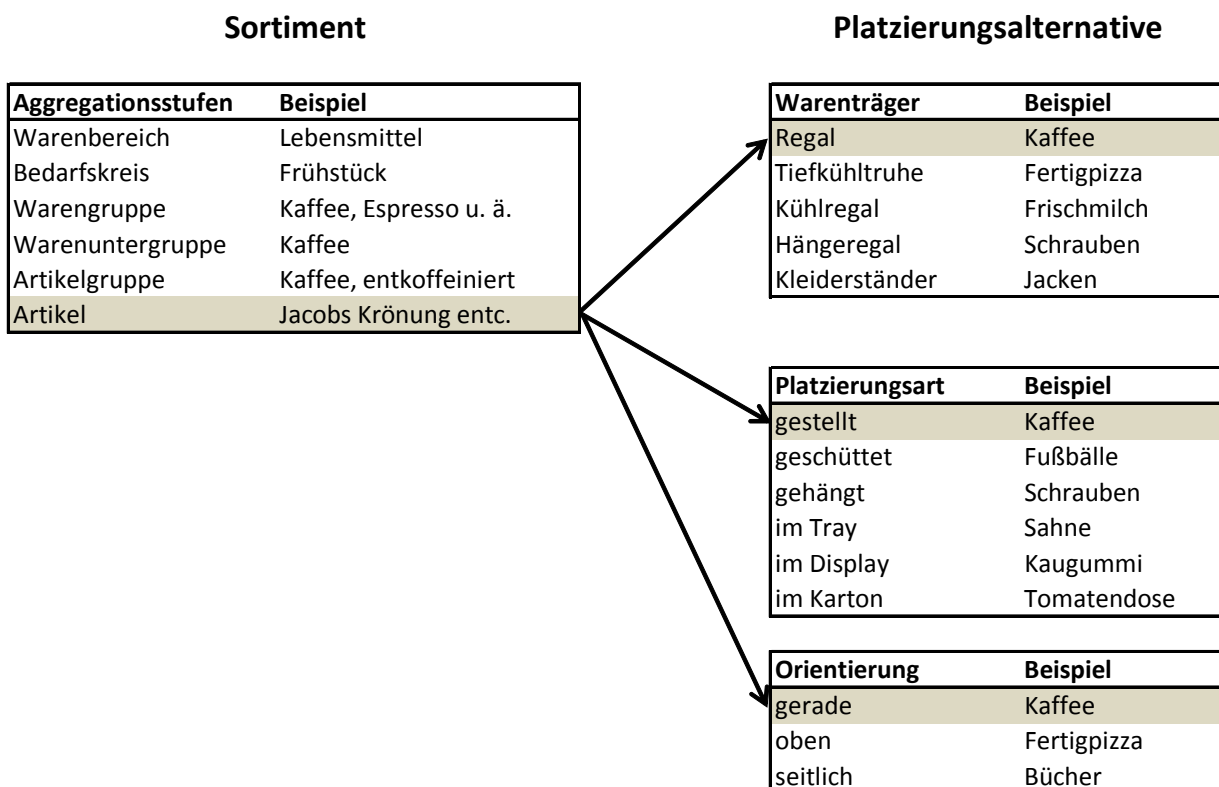 Sortiment
Platzierungsalternative
Aggregationsstufen Beispiel
Warenbereich Lebensmittel
Bedarfskreis Frühstück
Warengruppe Kaffee, Espresso u. ä.
Warenuntergruppe Kaffee
Artikelgruppe Kaffee, entkoffeiniert
Artikel Jacobs Krönung entc.
Warenträger Beispiel
Regal Kaffee
Tiefkühltruhe Fertigpizza
Kühlregal Frischmilch
Hängeregal Schrauben
Kleiderständer Jacken
Platzierungsart Beispiel
gestellt Kaffee
geschüttet Fußbälle
gehängt Schrauben
im Tray Sahne
im Display Kaugummi
im Karton Tomatendose
Orientierung Beispiel
gerade Kaffee
oben Fertigpizza
seitlich Bücher